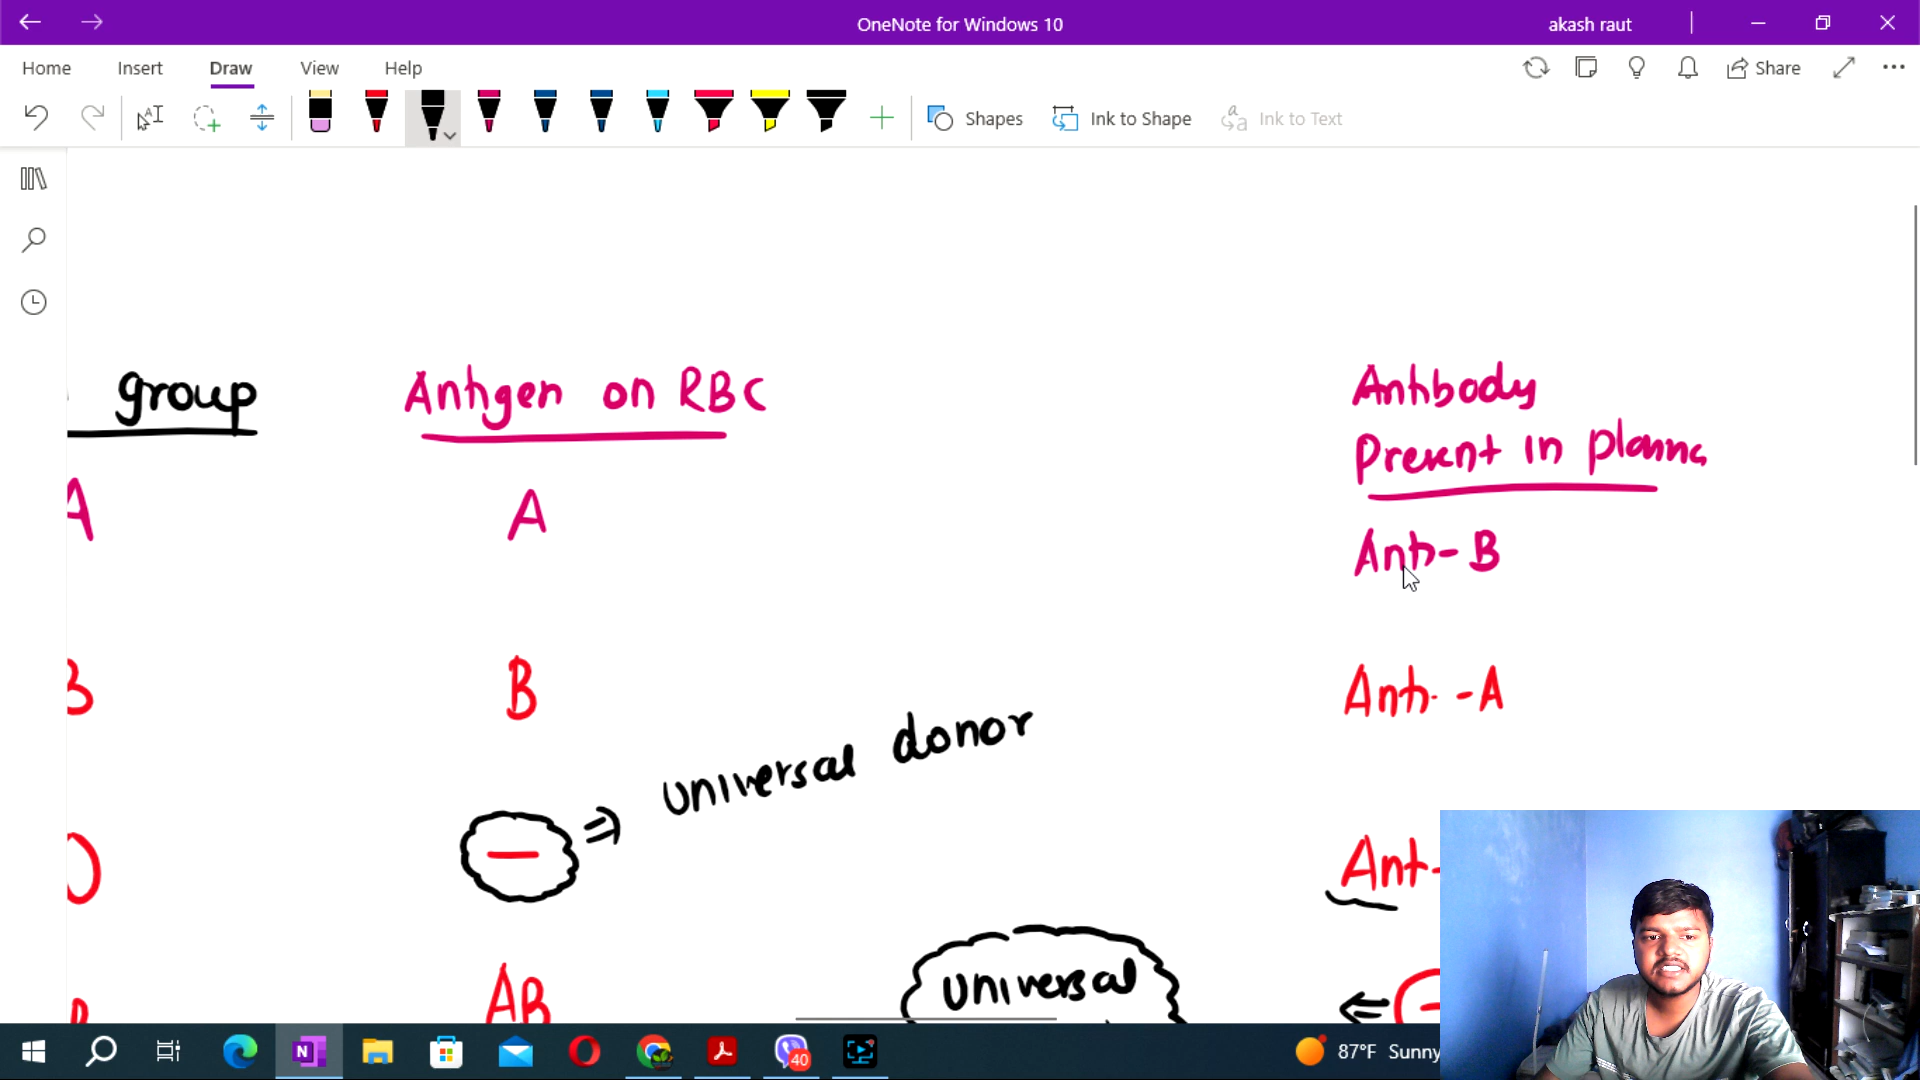 OneNote for Windows 10
akash raut
Home Insert Draw View Help
Share
Shapes
Ink to Shape
Ink to Text
group
Antigen on RBC
Antibody
Present in plasma
A
A
Anti-B
B
B
Anti-A
universal donor
O
—
Ant-
AB
universal
40
87°F Sunny